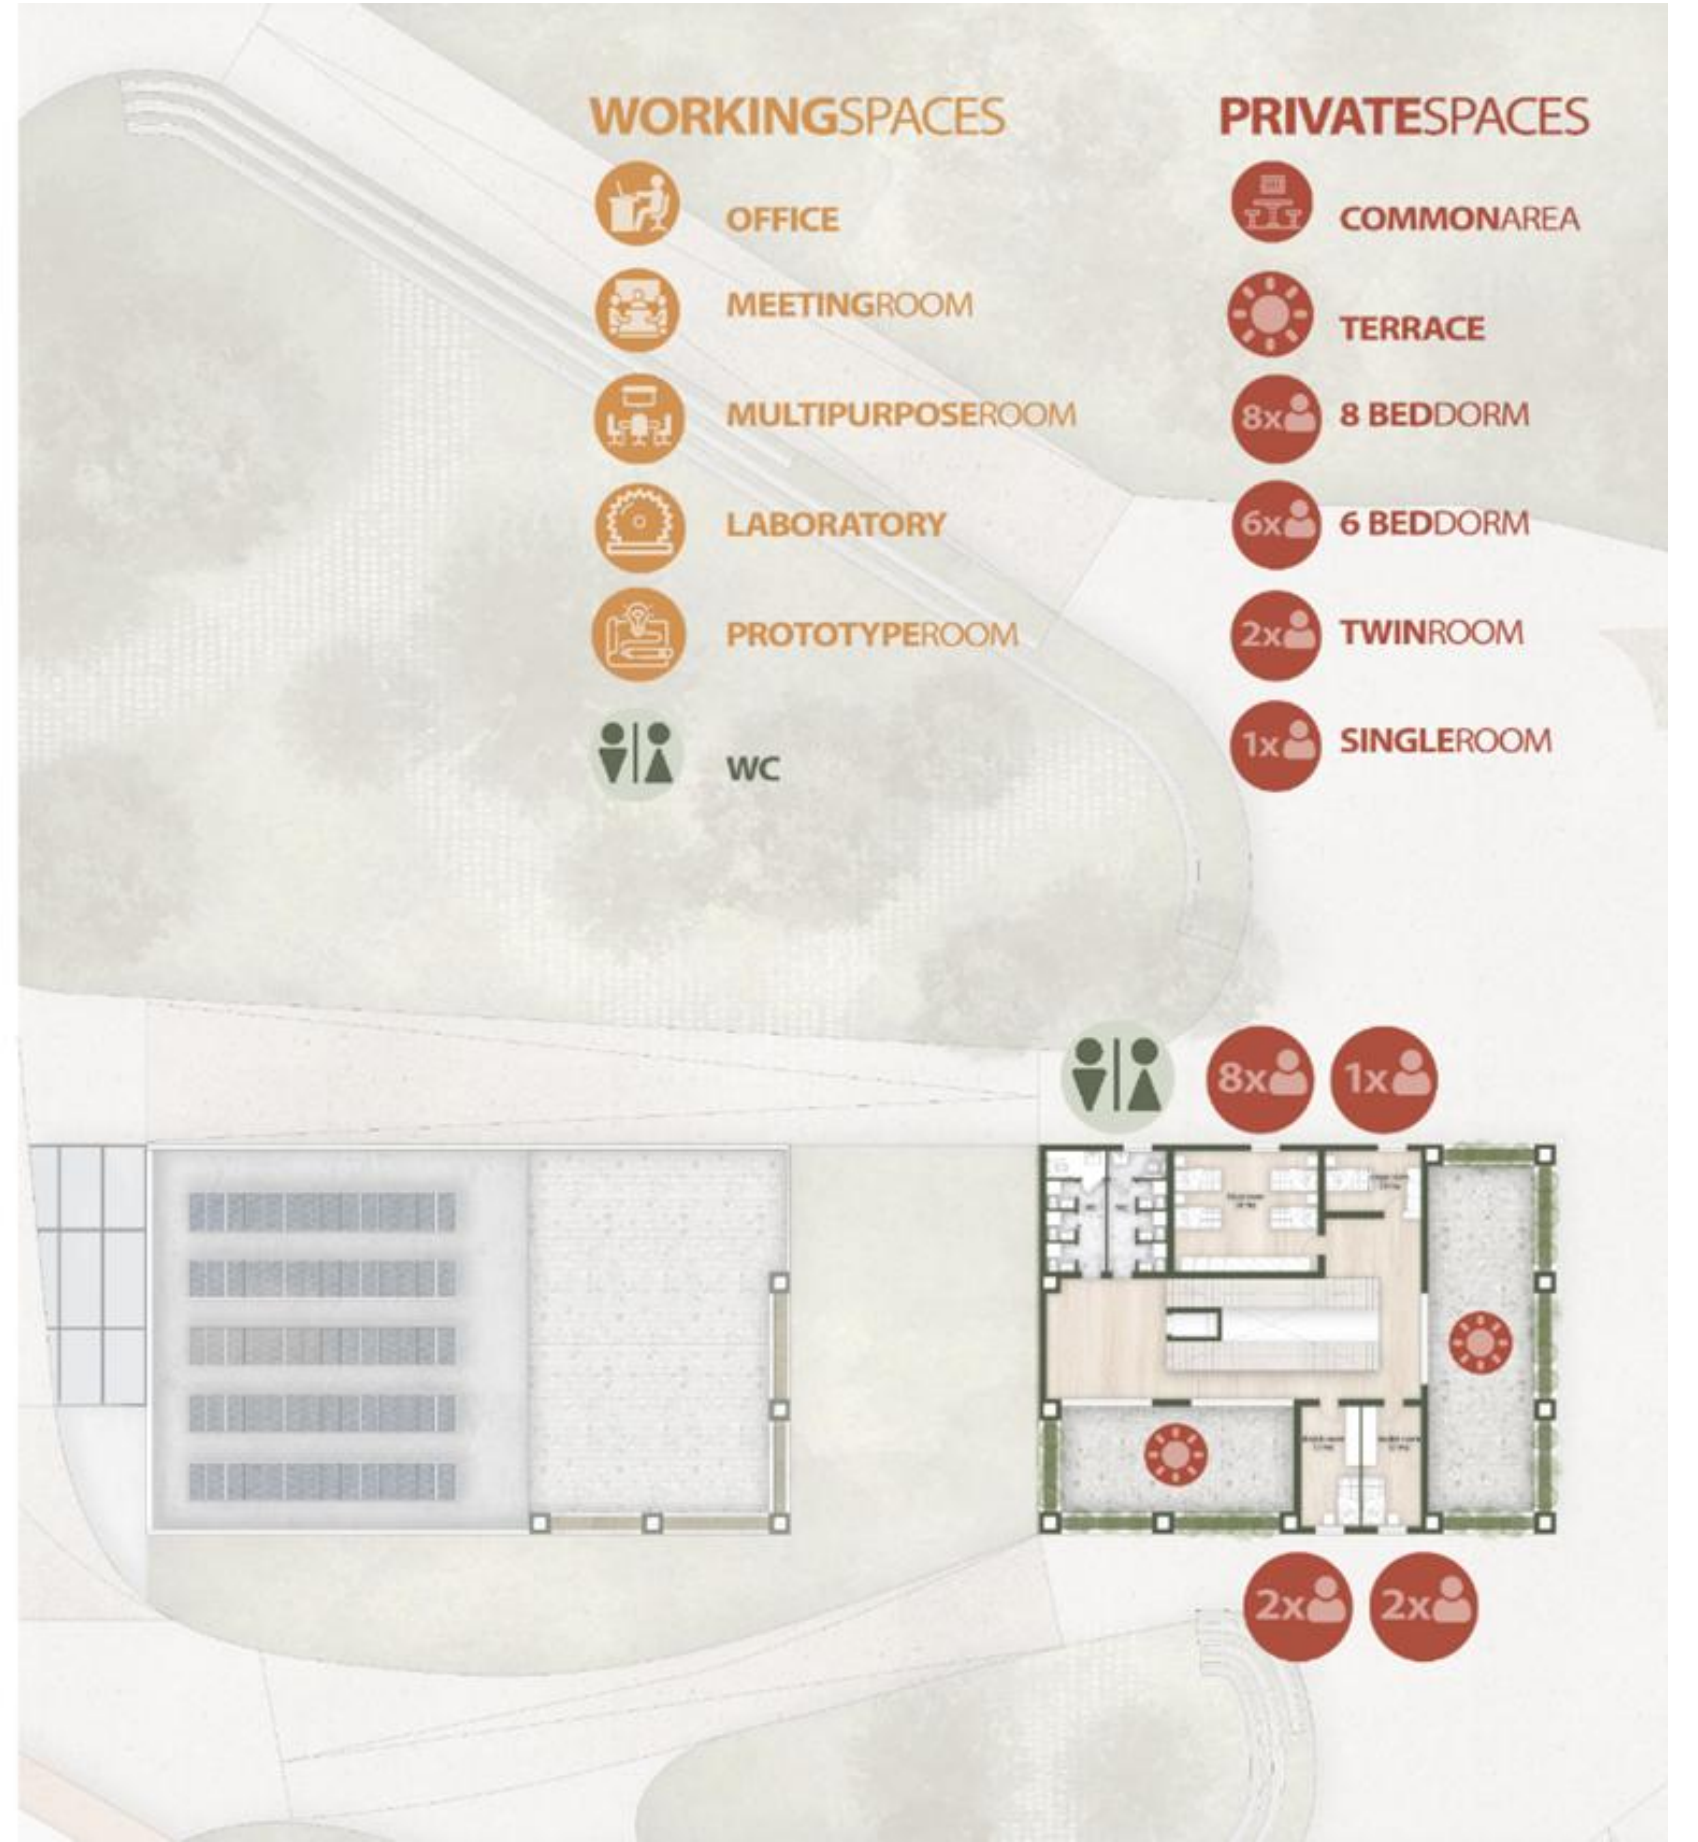 WORKINGSPACES
OFFICE
MEETINGROOM
MULTIPURPOSEROOM
LABORATORY
PROTOTYPEROOM
WC
PRIVATESPACES
COMMONAREA
TERRACE
8x 8 BEDDORM
6x 6 BEDDORM
2x TWINROOM
1x SINGLEROOM
8x 1x
2x 2x